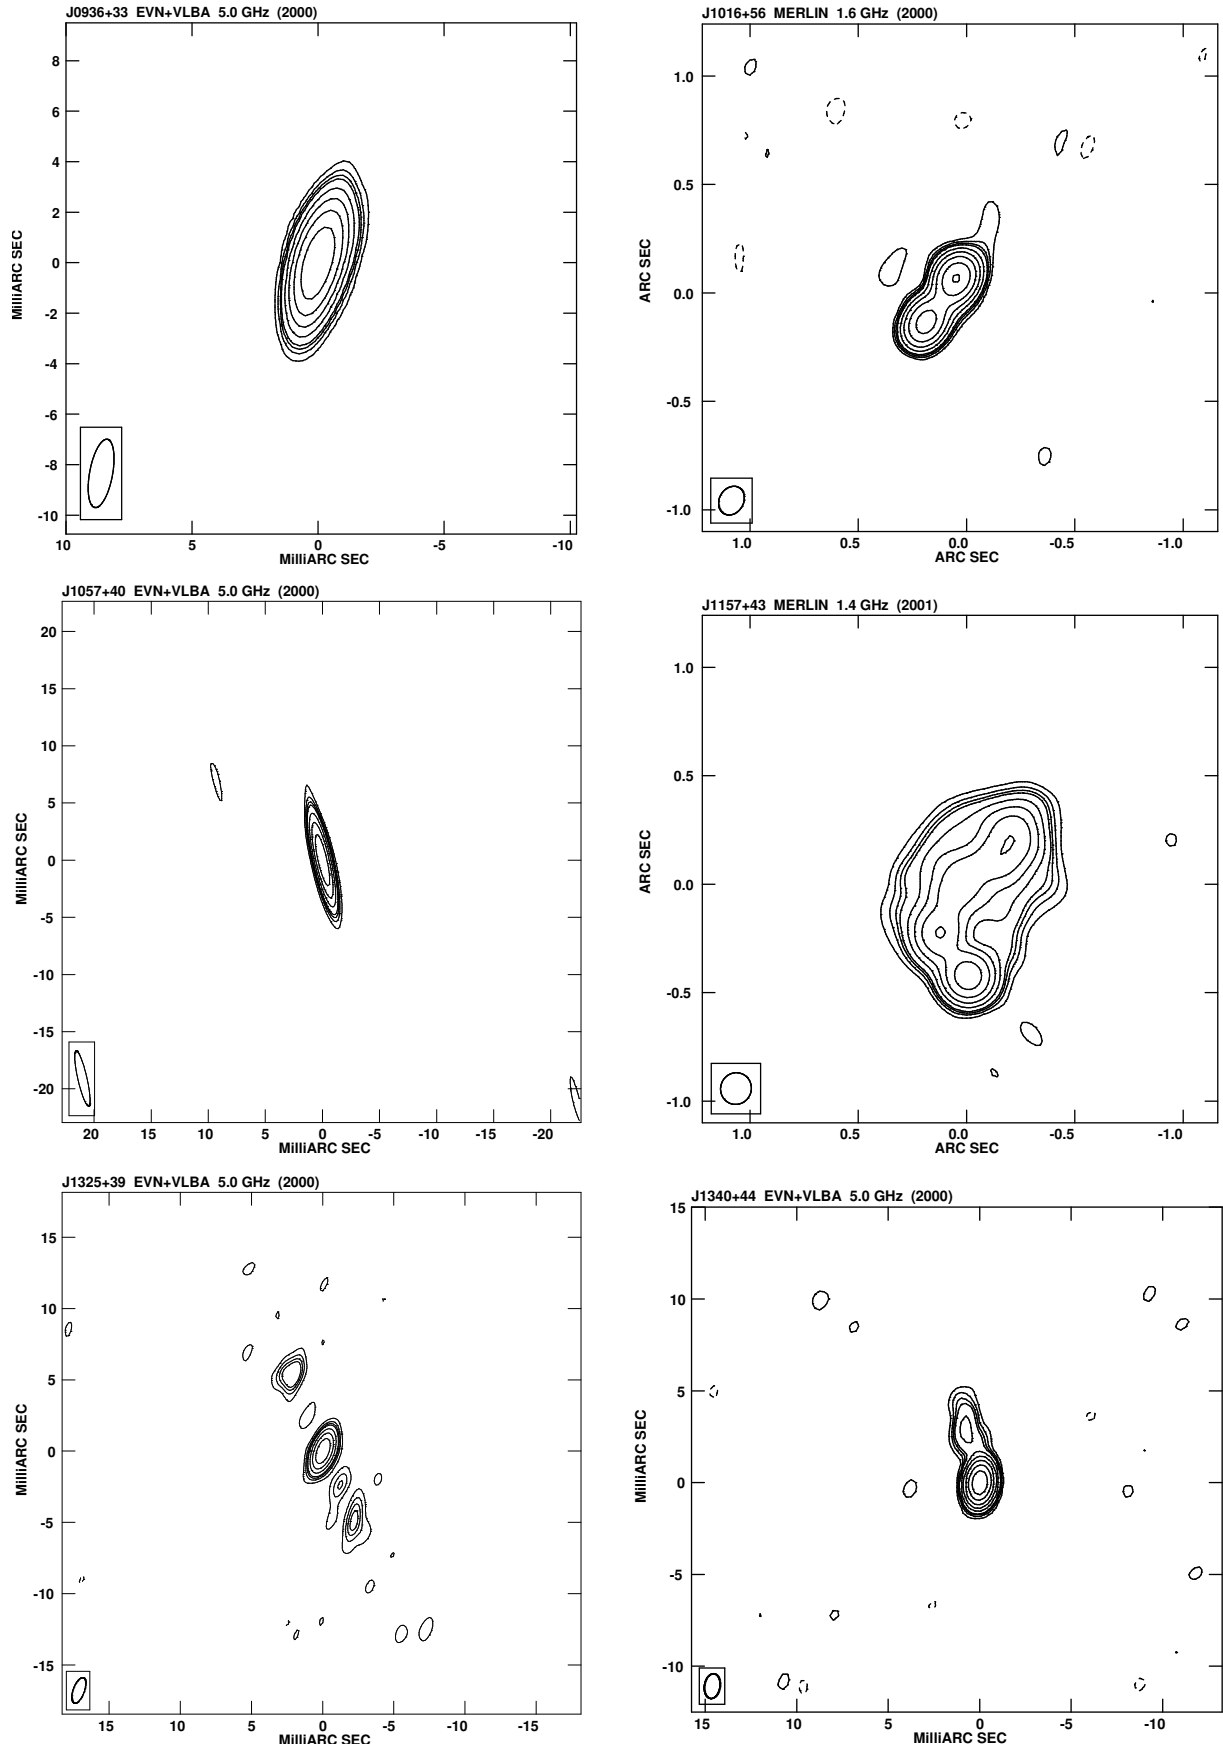 J0936+33 EVN+VLBA 5.0 GHz (2000)
MilliARC SEC
8
6
4
2
0
-2
-4
-6
-8
-10
10 5 0 -5 -10
MilliARC SEC
J1016+56 MERLIN 1.6 GHz (2000)
ARC SEC
1.0
0.5
0.0
-0.5
-1.0
1.0 0.5 0.0 -0.5 -1.0
ARC SEC
J1057+40 EVN+VLBA 5.0 GHz (2000)
MilliARC SEC
20
15
10
5
0
-5
-10
-15
-20
20 15 10 5 0 -5 -10 -15 -20
MilliARC SEC
J1157+43 MERLIN 1.4 GHz (2001)
ARC SEC
1.0
0.5
0.0
-0.5
-1.0
1.0 0.5 0.0 -0.5 -1.0
ARC SEC
J1325+39 EVN+VLBA 5.0 GHz (2000)
MilliARC SEC
15
10
5
0
-5
-10
-15
15 10 5 0 -5 -10 -15
MilliARC SEC
J1340+44 EVN+VLBA 5.0 GHz (2000)
MilliARC SEC
15
10
5
0
-5
-10
15 10 5 0 -5 -10
MilliARC SEC